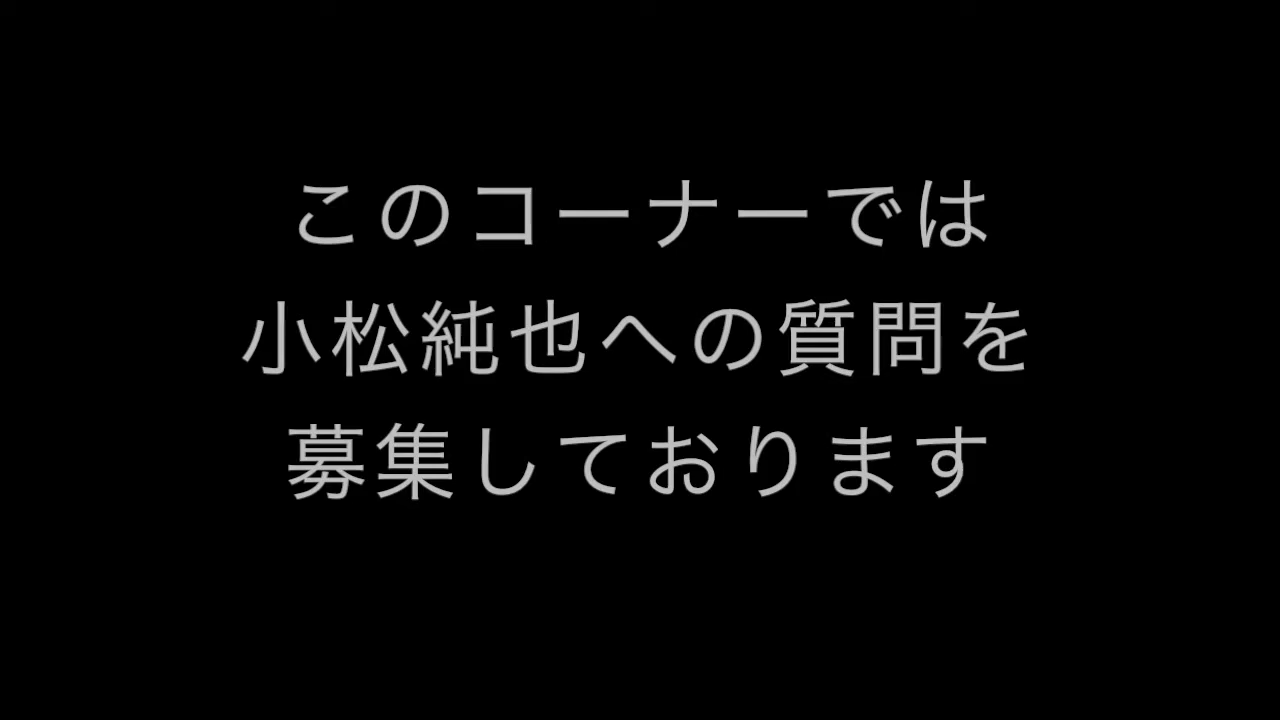 このコーナーでは
小松純也への質問を
募集しております